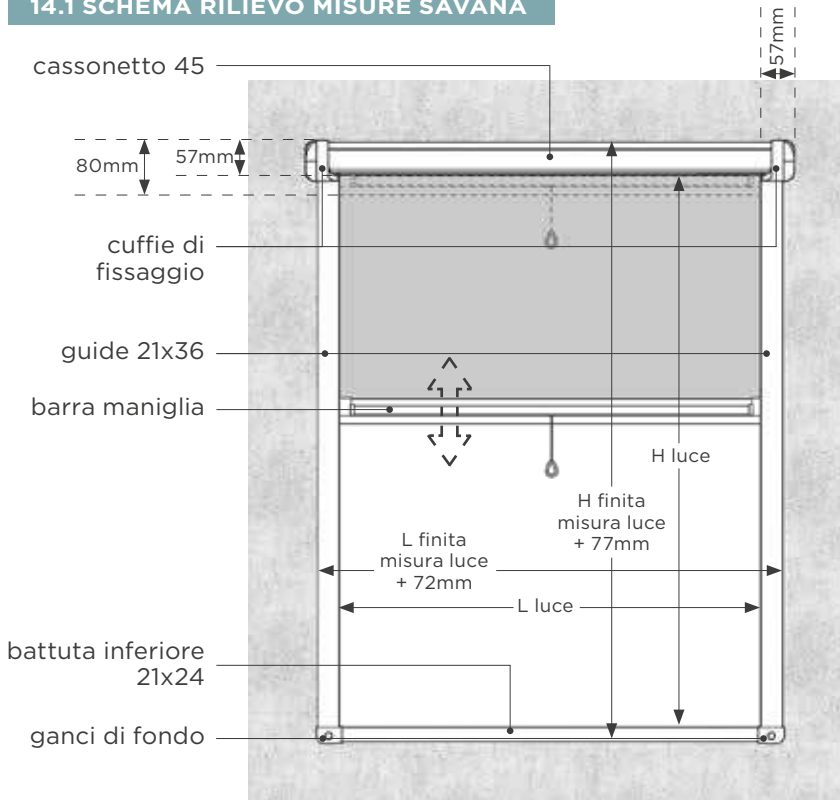 14.1 SCHEMA RILIEVO MISURE SAVANA
57mm
cassonetto 45
80mm
57mm
cuffie di
fissaggio
guide 21x36
barra maniglia
H luce
H finita
misura luce
+ 77mm
L finita
misura luce
+ 72mm
L luce
battuta inferiore
21x24
ganci di fondo